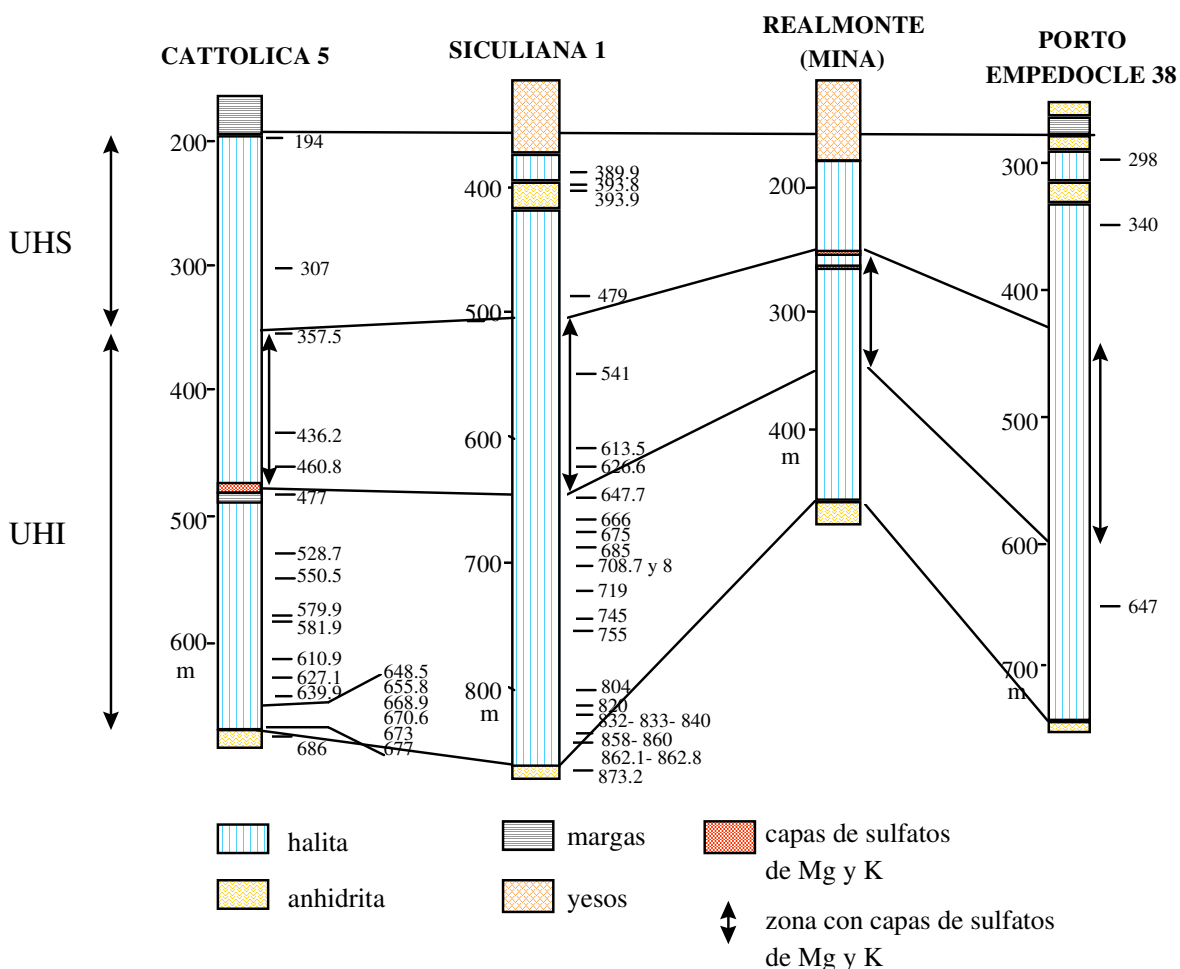 CATTOLICA 5
SICULIANA 1
REALMONTE
(MINA)
PORTO
EMPEDOCLE 38
UHS
UHI
200
300
400
500
600
m
194
307
357.5
436.2
460.8
477
528.7
550.5
579.9
581.9
610.9
627.1
639.9
648.5
655.8
668.9
670.6
673
677
686
400
500
600
700
800
m
389.9
393.8
393.9
479
541
613.5
626.6
647.7
666
675
685
708.7 y 8
719
745
755
804
820
832- 833- 840
858- 860
862.1- 862.8
873.2
200
300
400
m
300
400
500
600
700
m
298
340
647
halita
anhidrita
margas
yesos
capas de sulfatos
de Mg y K
zona con capas de sulfatos
de Mg y K